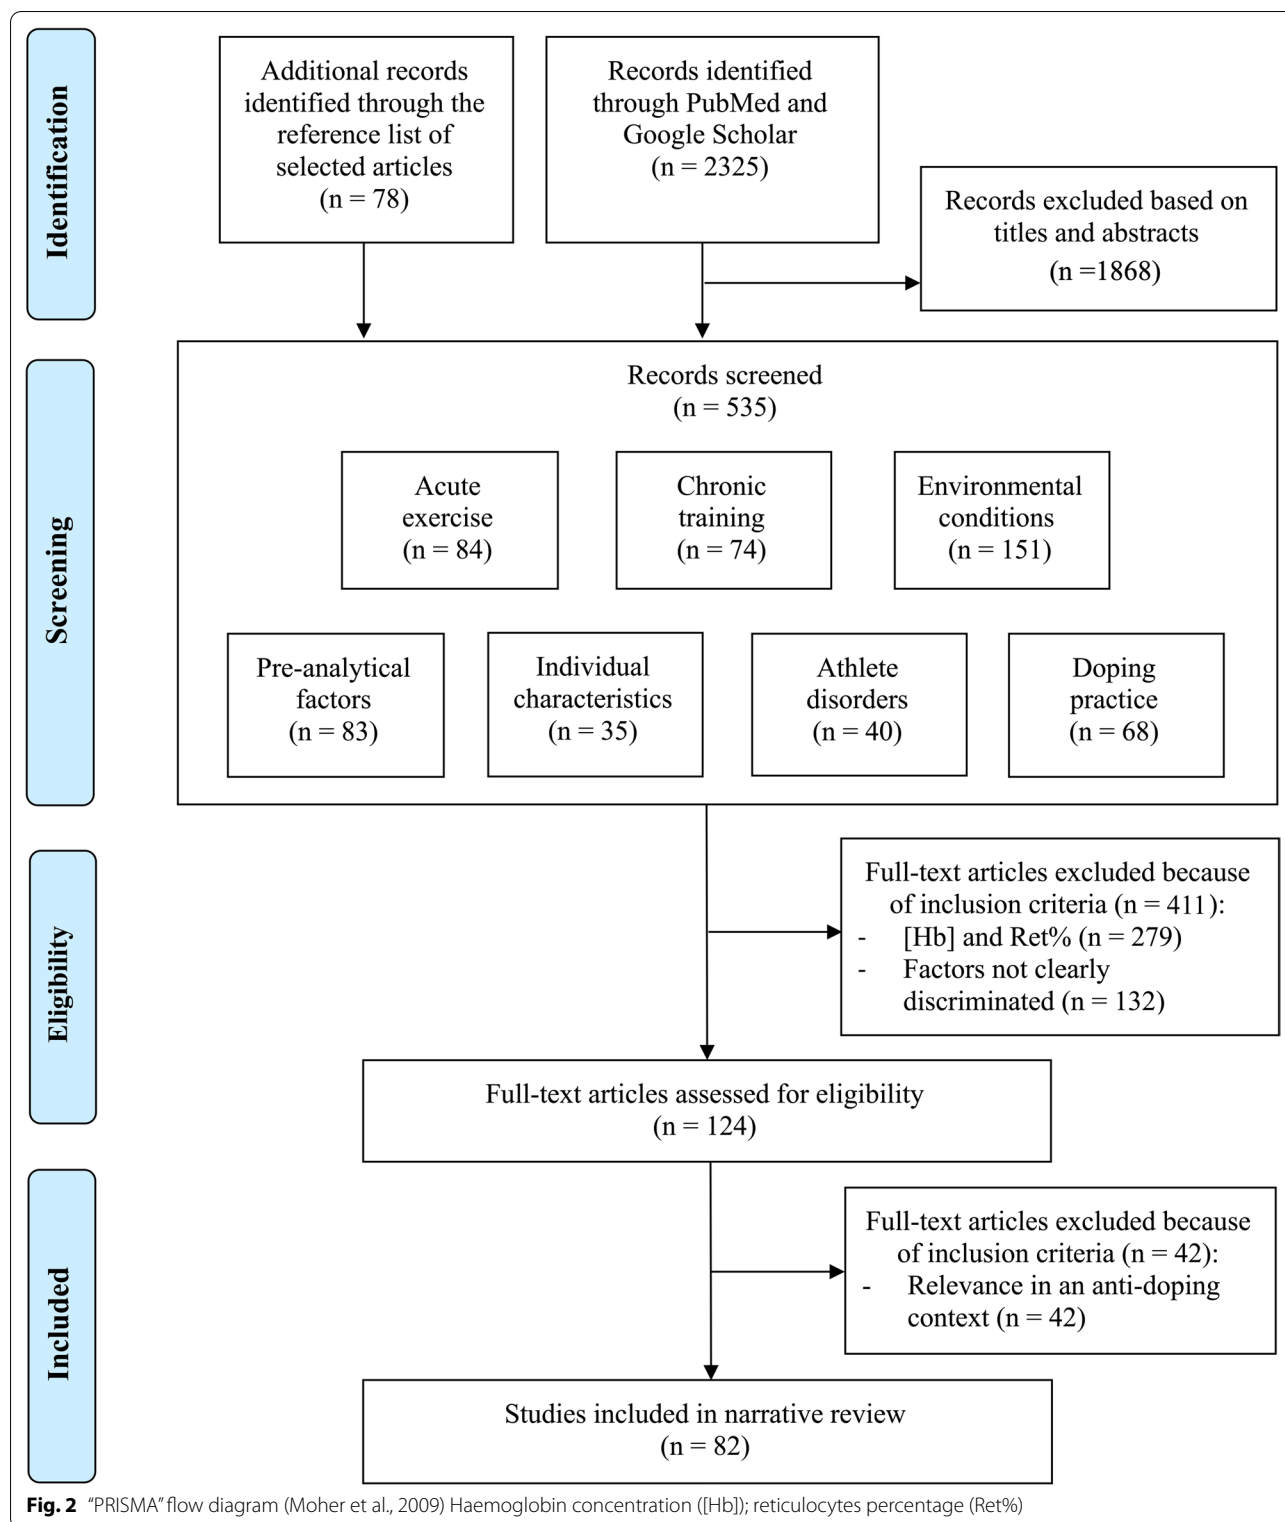 Identification
Additional records
identified through the
reference list of
selected articles
(n = 78)
Records identified
through PubMed and
Google Scholar
(n = 2325)
Records excluded based on
titles and abstracts
(n =1868)
Screening
Records screened
(n = 535)
Acute
exercise
(n = 84)
Chronic
training
(n = 74)
Environmental
conditions
(n = 151)
Pre-analytical
factors
(n = 83)
Individual
characteristics
(n = 35)
Athlete
disorders
(n = 40)
Doping
practice
(n = 68)
Eligibility
Full-text articles excluded because
of inclusion criteria (n = 411):
- [Hb] and Ret% (n = 279)
- Factors not clearly
discriminated (n = 132)
Full-text articles assessed for eligibility
(n = 124)
Included
Full-text articles excluded because
of inclusion criteria (n = 42):
- Relevance in an anti-doping
context (n = 42)
Studies included in narrative review
(n = 82)
Fig. 2 “PRISMA” flow diagram (Moher et al., 2009) Haemoglobin concentration ([Hb]); reticulocytes percentage (Ret%)